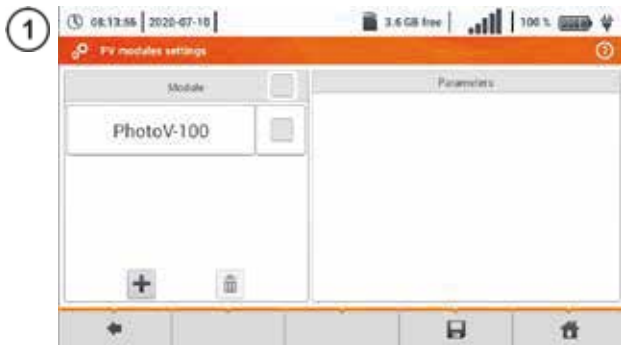 1
08:13:56 2020-07-10 3.6 GB free 100 %
PV modules settings
Module Parameters
PhotoV-100